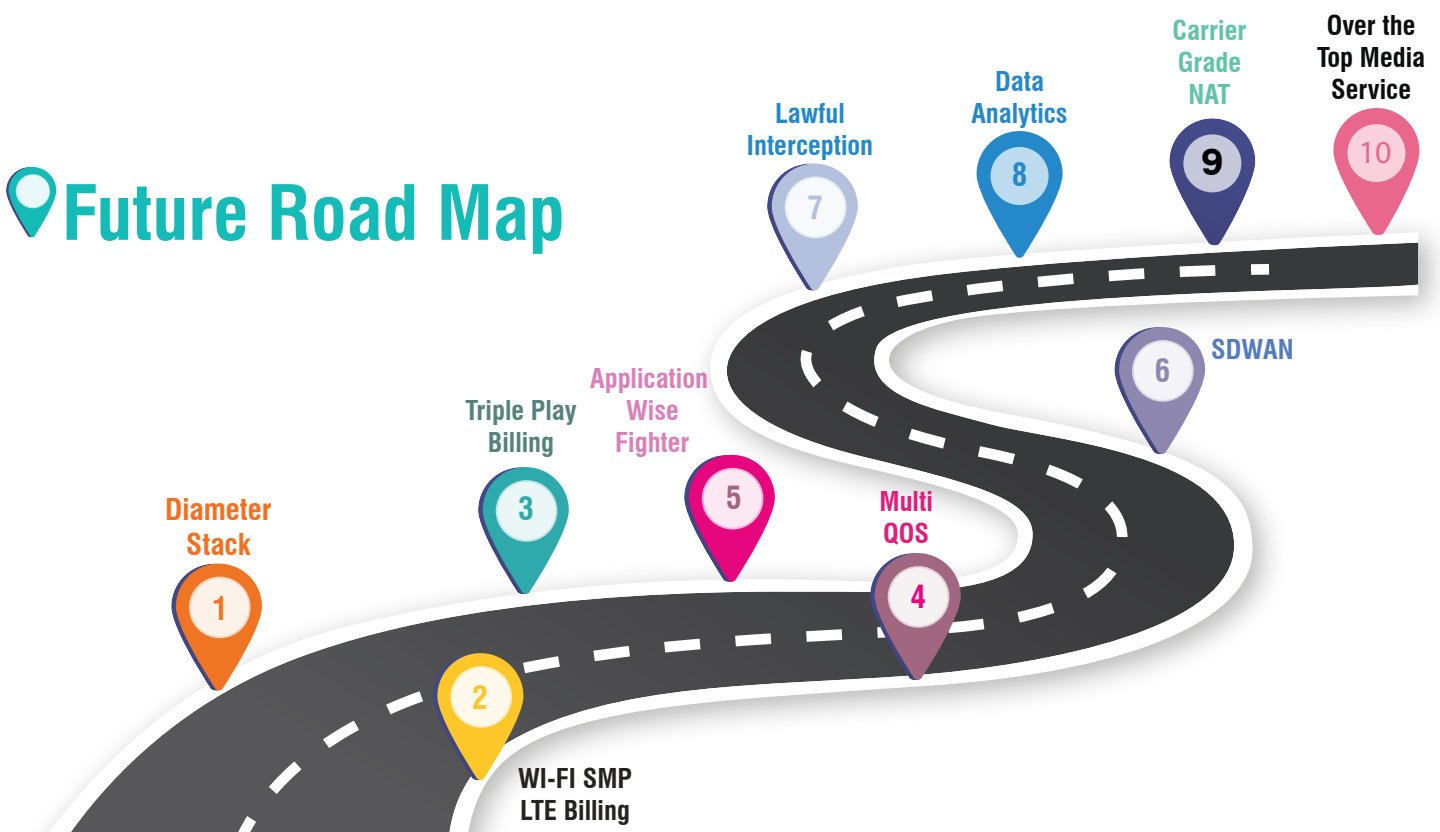 Future Road Map
Diameter
Stack
1
WI-FI SMP
LTE Billing
2
Triple Play
Billing
3
Multi
QOS
4
Application
Wise
Fighter
5
SDWAN
6
Lawful
Interception
7
Data
Analytics
8
Carrier
Grade
NAT
9
Over the
Top Media
Service
10